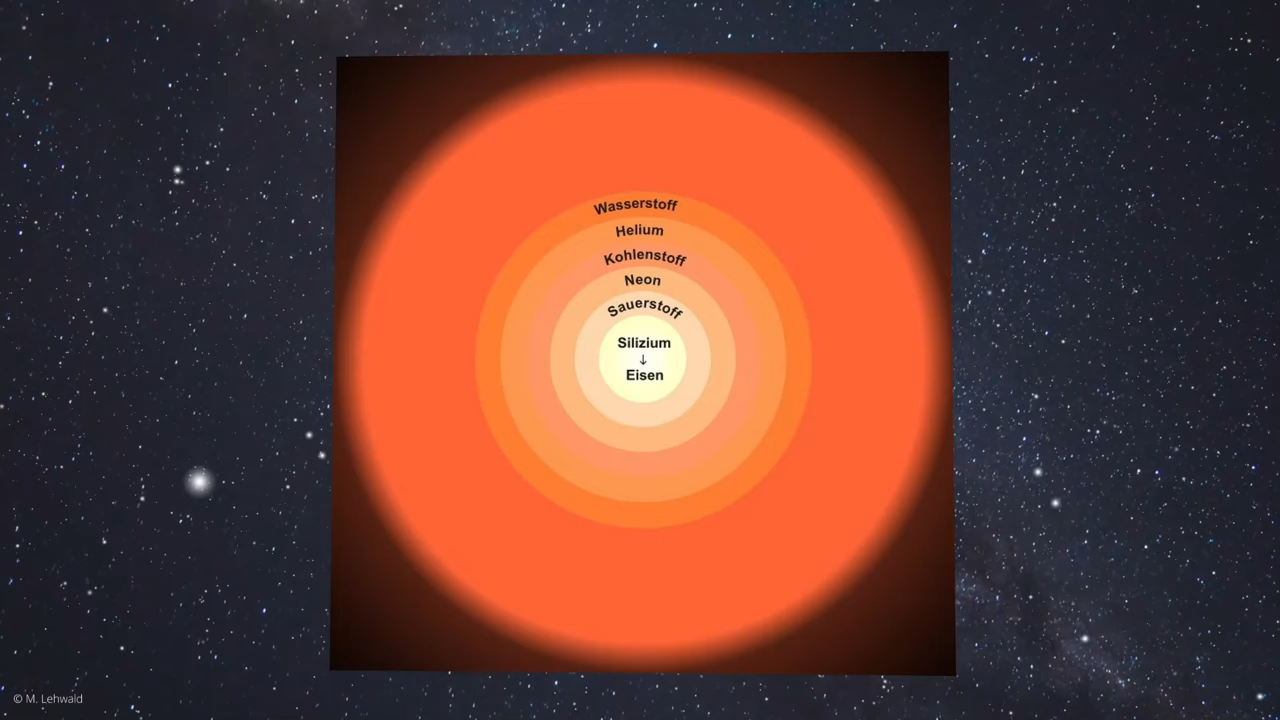 Wasserstoff
Helium
Kohlenstoff
Neon
Sauerstoff
Silizium
↓
Eisen
© M. Lehwald